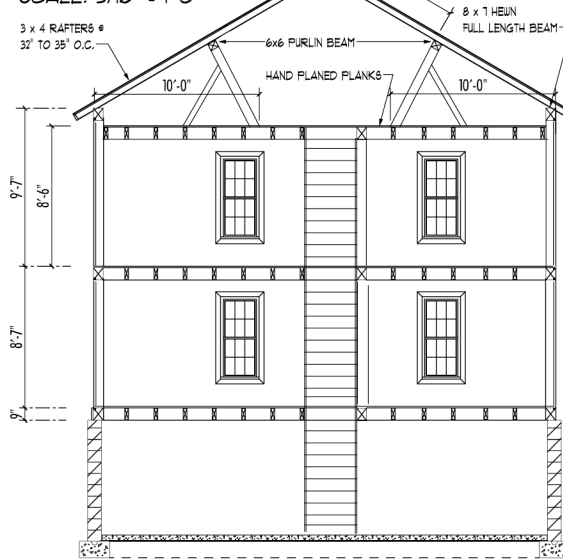 3 x 4 RAFTERS @
32" TO 35" O.C.
8 x 7 HEWN
FULL LENGTH BEAM
6x6 PURLIN BEAM
HAND PLANED PLANKS
10'-0"
10'-0"
9'-7"
8'-6"
8'-7"
9"